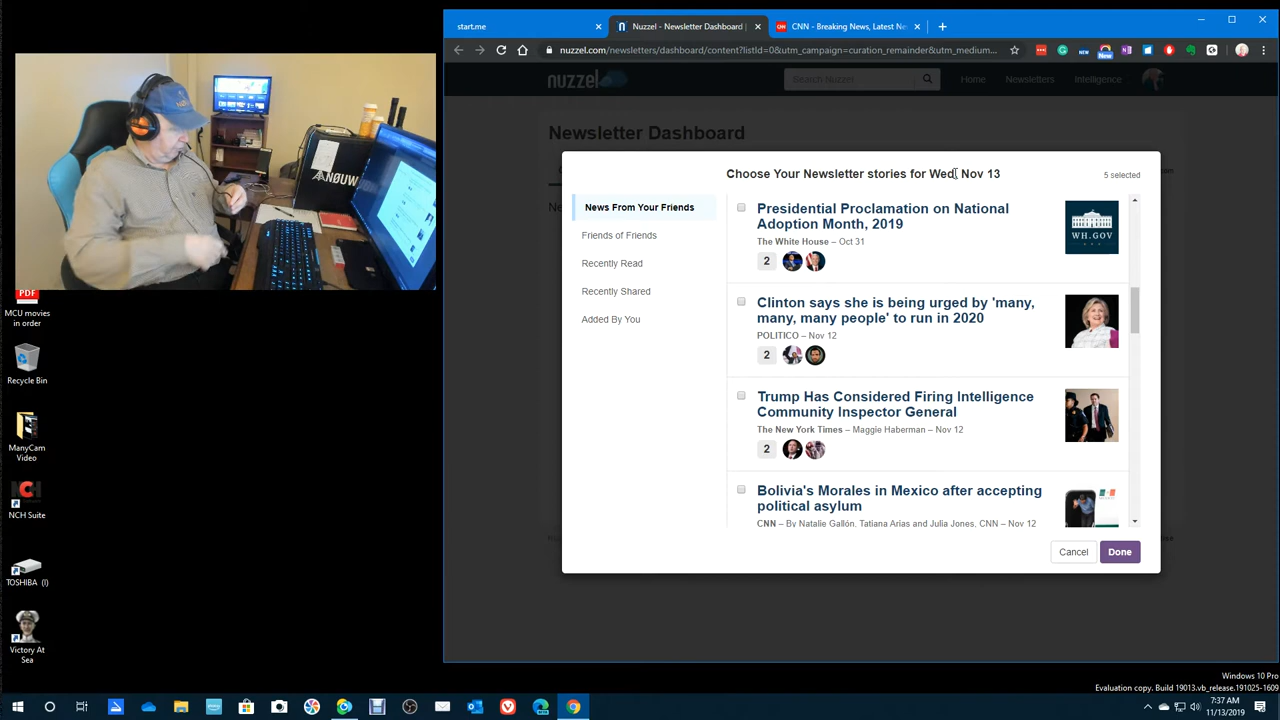 start.me
Nuzzel - Newsletter Dashboard |
CNN - Breaking News, Latest Ne
nuzzel.com/newsletters/dashboard/content?listId=0&utm_campaign=curation_remainder&utm_medium...
New
nuzzel
Search Nuzzel
Home
Newsletters
Intelligence
Newsletter Dashboard
Choose Your Newsletter stories for Wed, Nov 13
5 selected
News From Your Friends
Friends of Friends
Recently Read
Recently Shared
Added By You
Presidential Proclamation on National
Adoption Month, 2019
The White House – Oct 31
2
WH.GOV
Clinton says she is being urged by 'many,
many, many people' to run in 2020
POLITICO – Nov 12
2
Trump Has Considered Firing Intelligence
Community Inspector General
The New York Times – Maggie Haberman – Nov 12
2
Bolivia's Morales in Mexico after accepting
political asylum
CNN – By Natalie Gallón, Tatiana Arias and Julia Jones, CNN – Nov 12
Cancel
Done
NOUW
PDF
MCU movies
in order
Recycle Bin
ManyCam
Video
NCH
NCH Suite
TOSHIBA (I)
Victory At
Sea
Windows 10 Pro
Evaluation copy. Build 19013.vb_release.191025-1609
7:37 AM
11/13/2019